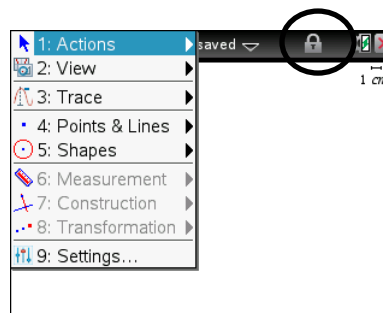 1: Actions
saved
2: View
1 cm
3: Trace
4: Points & Lines
5: Shapes
6: Measurement
7: Construction
8: Transformation
9: Settings...